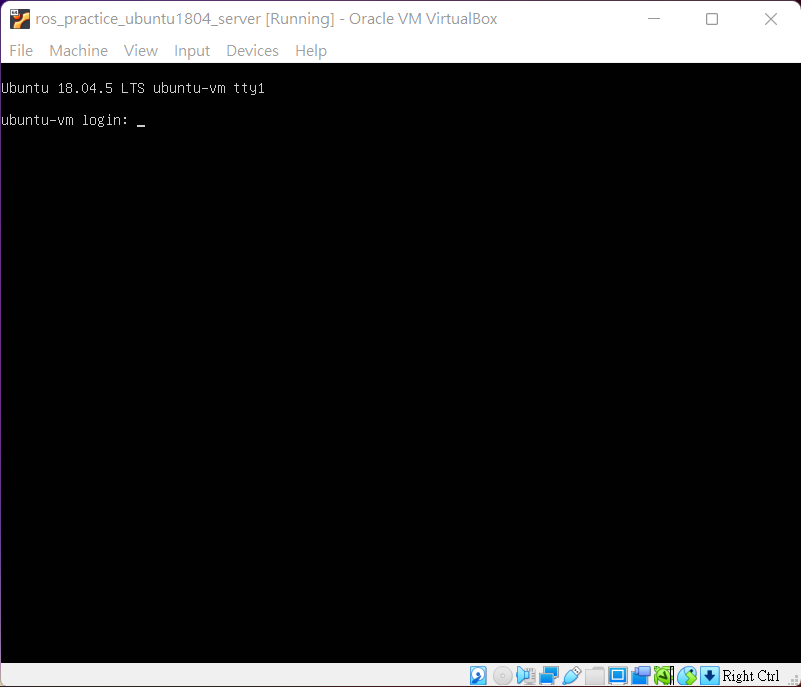 ros_practice_ubuntu1804_server [Running] - Oracle VM VirtualBox
File Machine View Input Devices Help
Ubuntu 18.04.5 LTS ubuntu-vm tty1
ubuntu-vm login: _
Right Ctrl